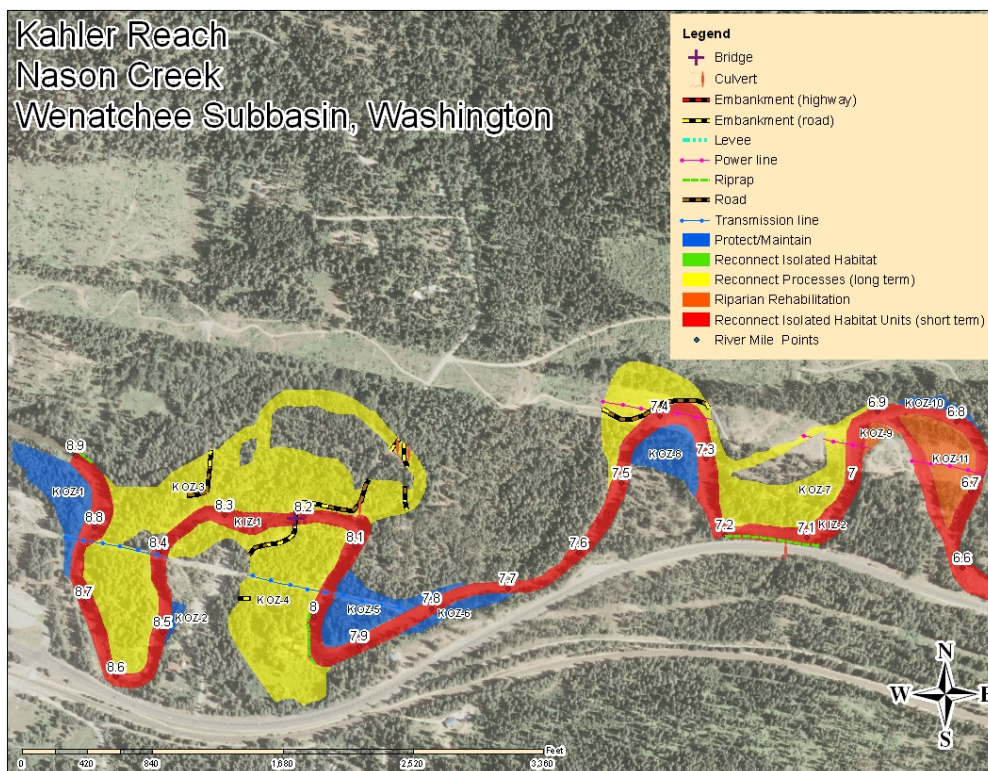 Kahler Reach
Nason Creek
Wenatchee Subbasin, Washington
Legend
Bridge
Culvert
Embankment (highway)
Embankment (road)
Levee
Power line
Riprap
Road
Transmission line
Protect/Maintain
Reconnect Isolated Habitat
Reconnect Processes (long term)
Riparian Rehabilitation
Reconnect Isolated Habitat Units (short term)
River Mile Points
6.9
KOZ-10
6.8
7.4
KOZ-9
8.9
KOZ-8
7.3
KOZ-11
7.5
7
6.7
KOZ-3
KOZ-1
KOZ-7
8.3
8.2
8.8
KIZ-1
7.2
7.1
KIZ-2
8.4
8.1
7.6
6.6
8.7
KOZ-4
7.7
7.8
8
KOZ-5
KOZ-6
8.5
KOZ-2
7.9
8.6
N
W
E
S
Feet
0
420
840
1,680
2,520
3,360